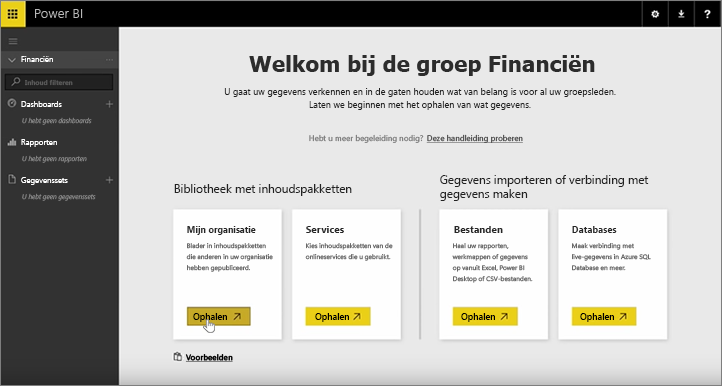 Power BI
?
Financiën
Inhoud filteren
Dashboards
U hebt geen dashboards
Rapporten
U hebt geen rapporten
Gegevenssets
U hebt geen gegevenssets
Welkom bij de groep Financiën
U gaat uw gegevens verkennen en in de gaten houden wat van belang is voor al uw groepsleden.
Laten we beginnen met het ophalen van wat gegevens.
Hebt u meer begeleiding nodig? Deze handleiding proberen
Bibliotheek met inhoudspakketten
Mijn organisatie
Blader in inhoudspakketten
die anderen in uw organisatie
hebben gepubliceerd.
Ophalen
Services
Kies inhoudspakketten van de
onlineservices die u gebruikt.
Ophalen
Gegevens importeren of verbinding met
gegevens maken
Bestanden
Haal uw rapporten,
werkmappen of gegevens
op vanuit Excel, Power BI
Desktop of CSV-bestanden.
Ophalen
Databases
Maak verbinding met
live-gegevens in Azure SQL
Database en meer.
Ophalen
Voorbeelden